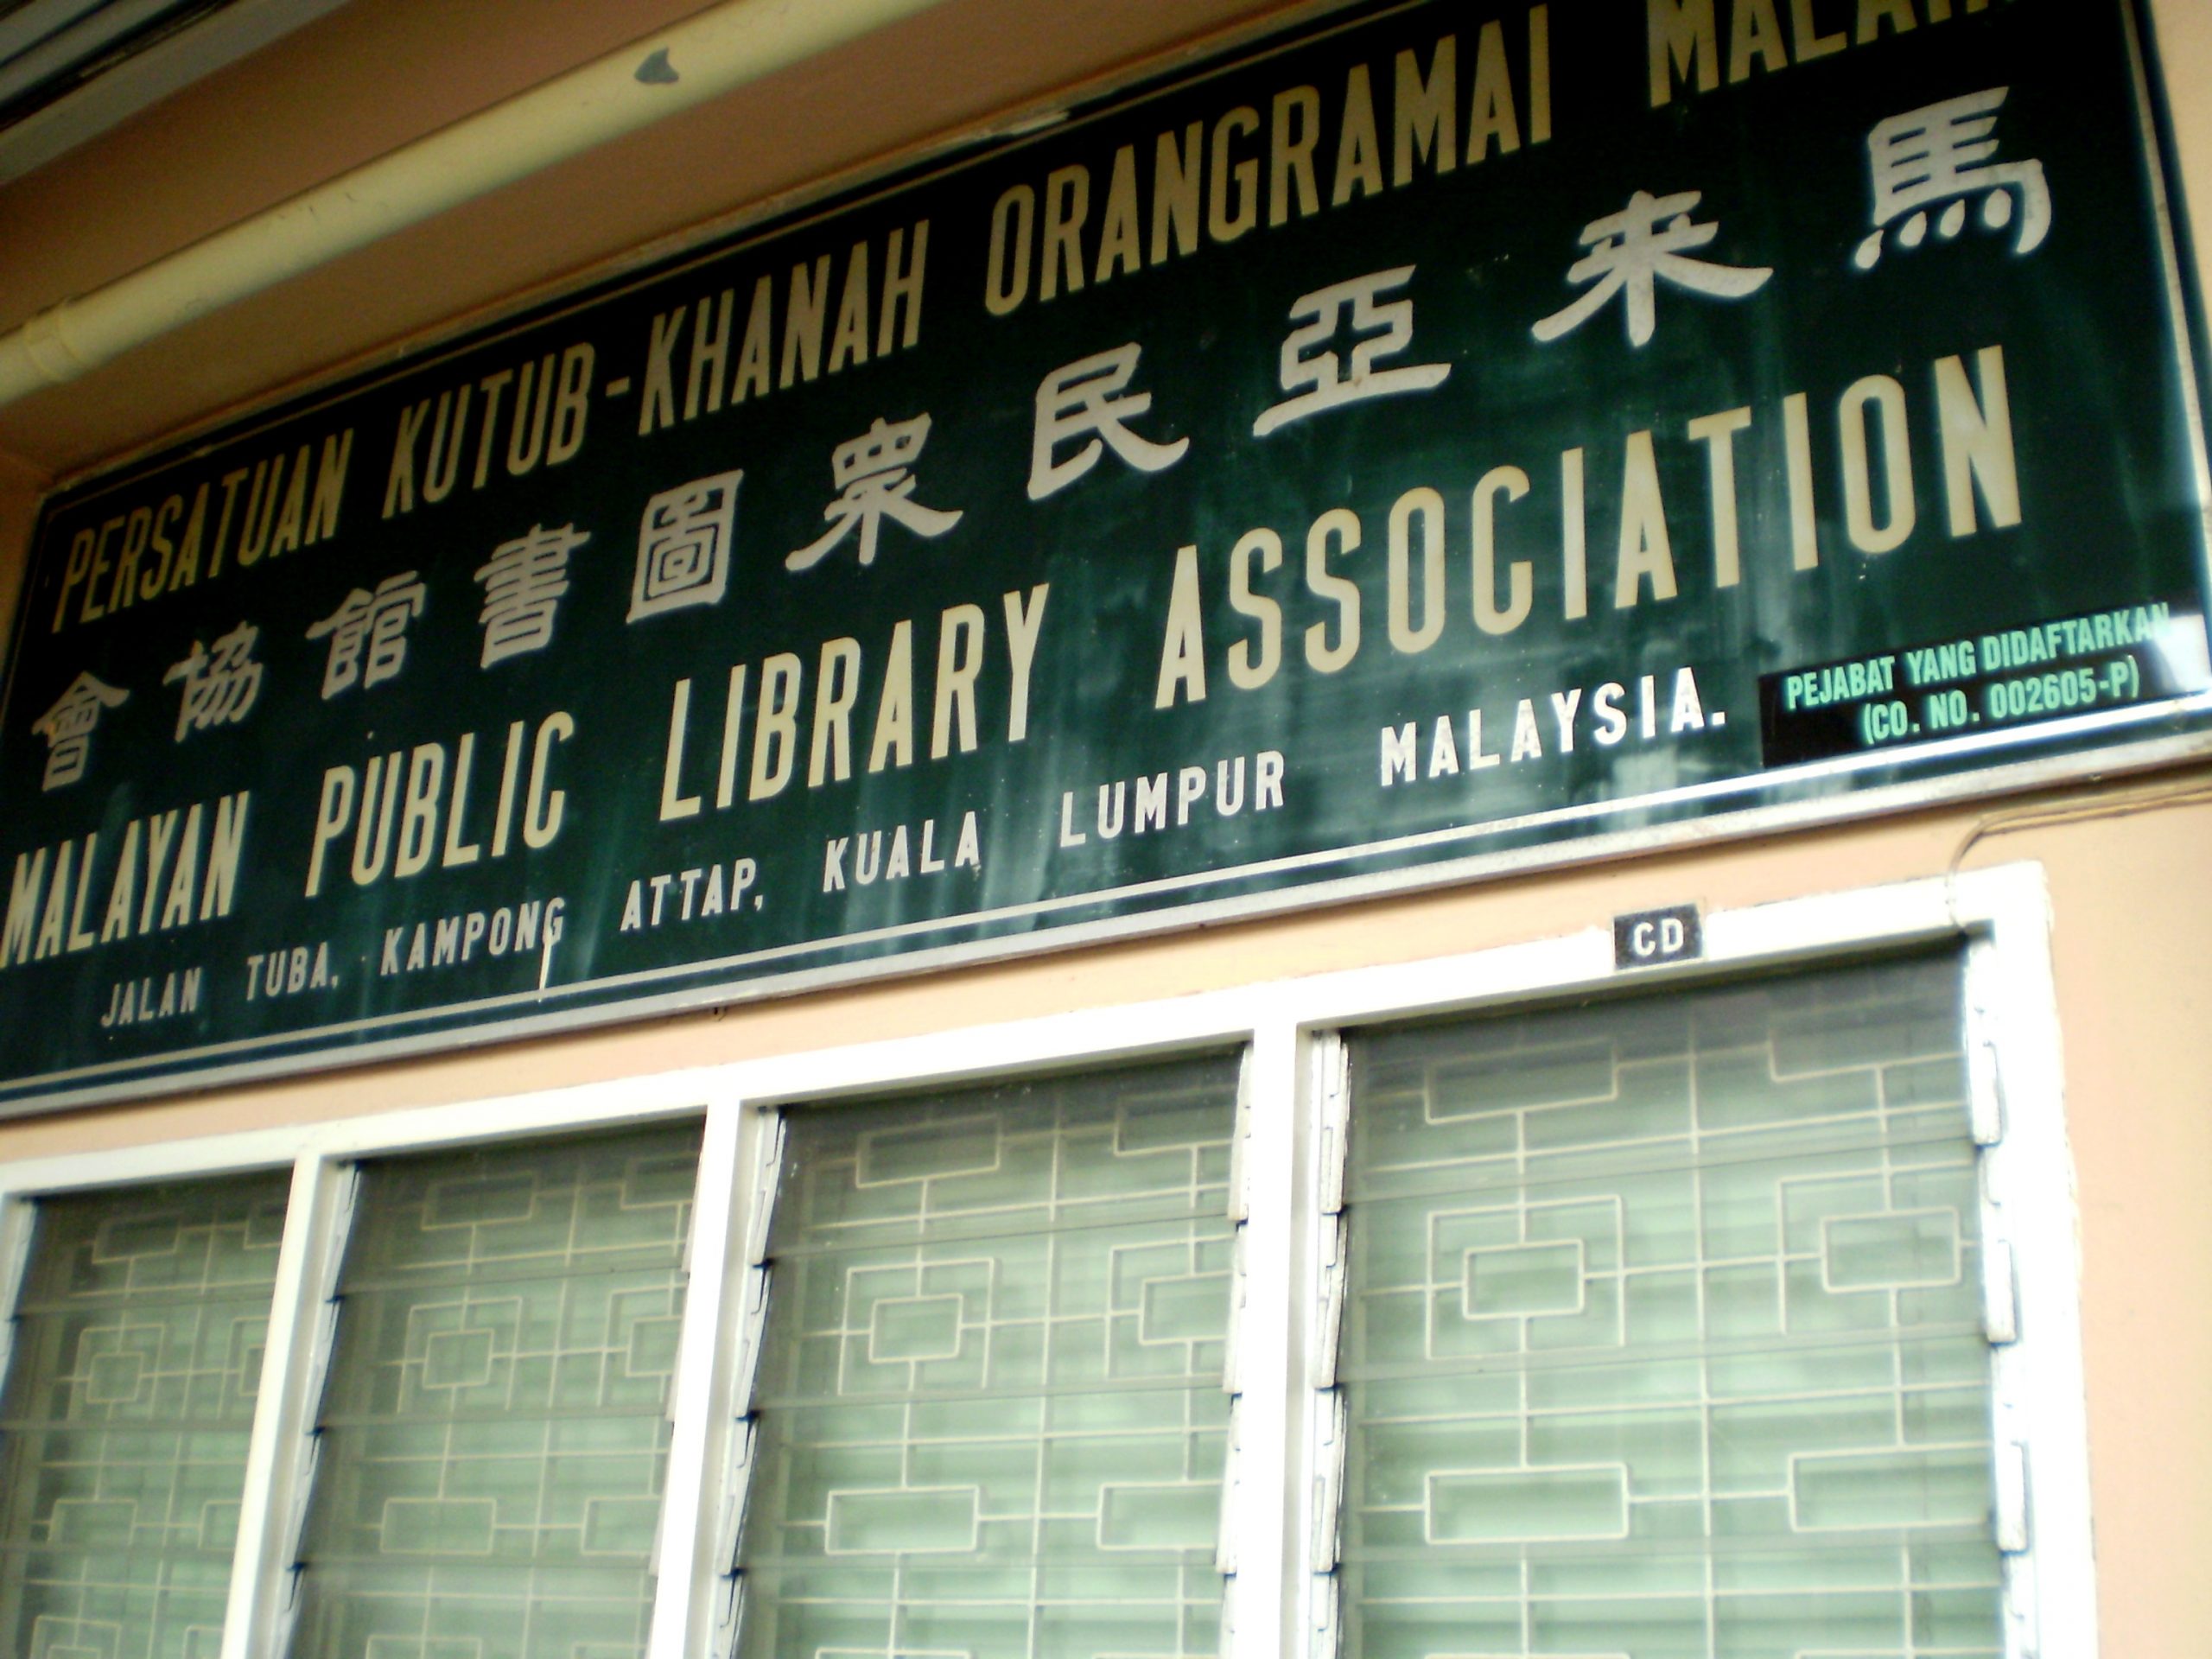 PERSATUAN KUTUB-KHANAH ORANGRAMAI
馬来亞民眾圖書館協會
MALAYAN PUBLIC LIBRARY ASSOCIATION
JALAN TUBA, KAMPONG ATTAP, KUALA LUMPUR MALAYSIA.
PEJABAT YANG DIDAFTARKAN
(CO. NO. 002605-P)
CD